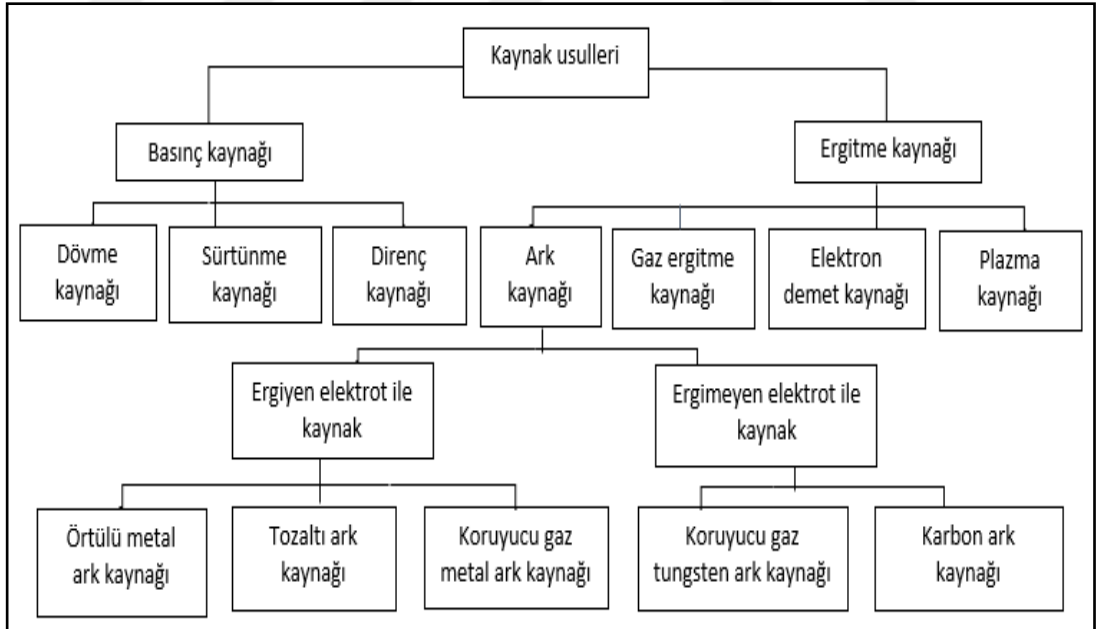 Kaynak usulleri
Basınç kaynağı
Ergitme kaynağı
Dövme
kaynağı
Sürtünme
kaynağı
Direnç
kaynağı
Ark
kaynağı
Gaz ergitme
kaynağı
Elektron
demet kaynağı
Plazma
kaynağı
Ergiyen elektrot ile
kaynak
Ergimeyen elektrot ile
kaynak
Örtülü metal
ark kaynağı
Tozaltı ark
kaynağı
Koruyucu gaz
metal ark kaynağı
Koruyucu gaz
tungsten ark kaynağı
Karbon ark
kaynağı